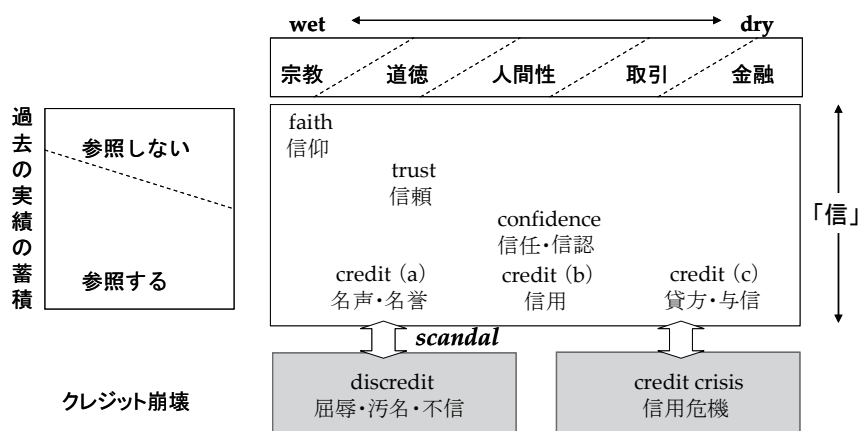 wet dry
宗教 道徳 人間性 取引 金融
過去の実績の蓄積
参照しない
参照する
faith
信仰
trust
信頼
confidence
信任・信認
credit (a) credit (b) credit (c)
名声・名誉 信用 貸方・与信
「信」
scandal
クレジット崩壊
discredit
屈辱・汚名・不信
credit crisis
信用危機